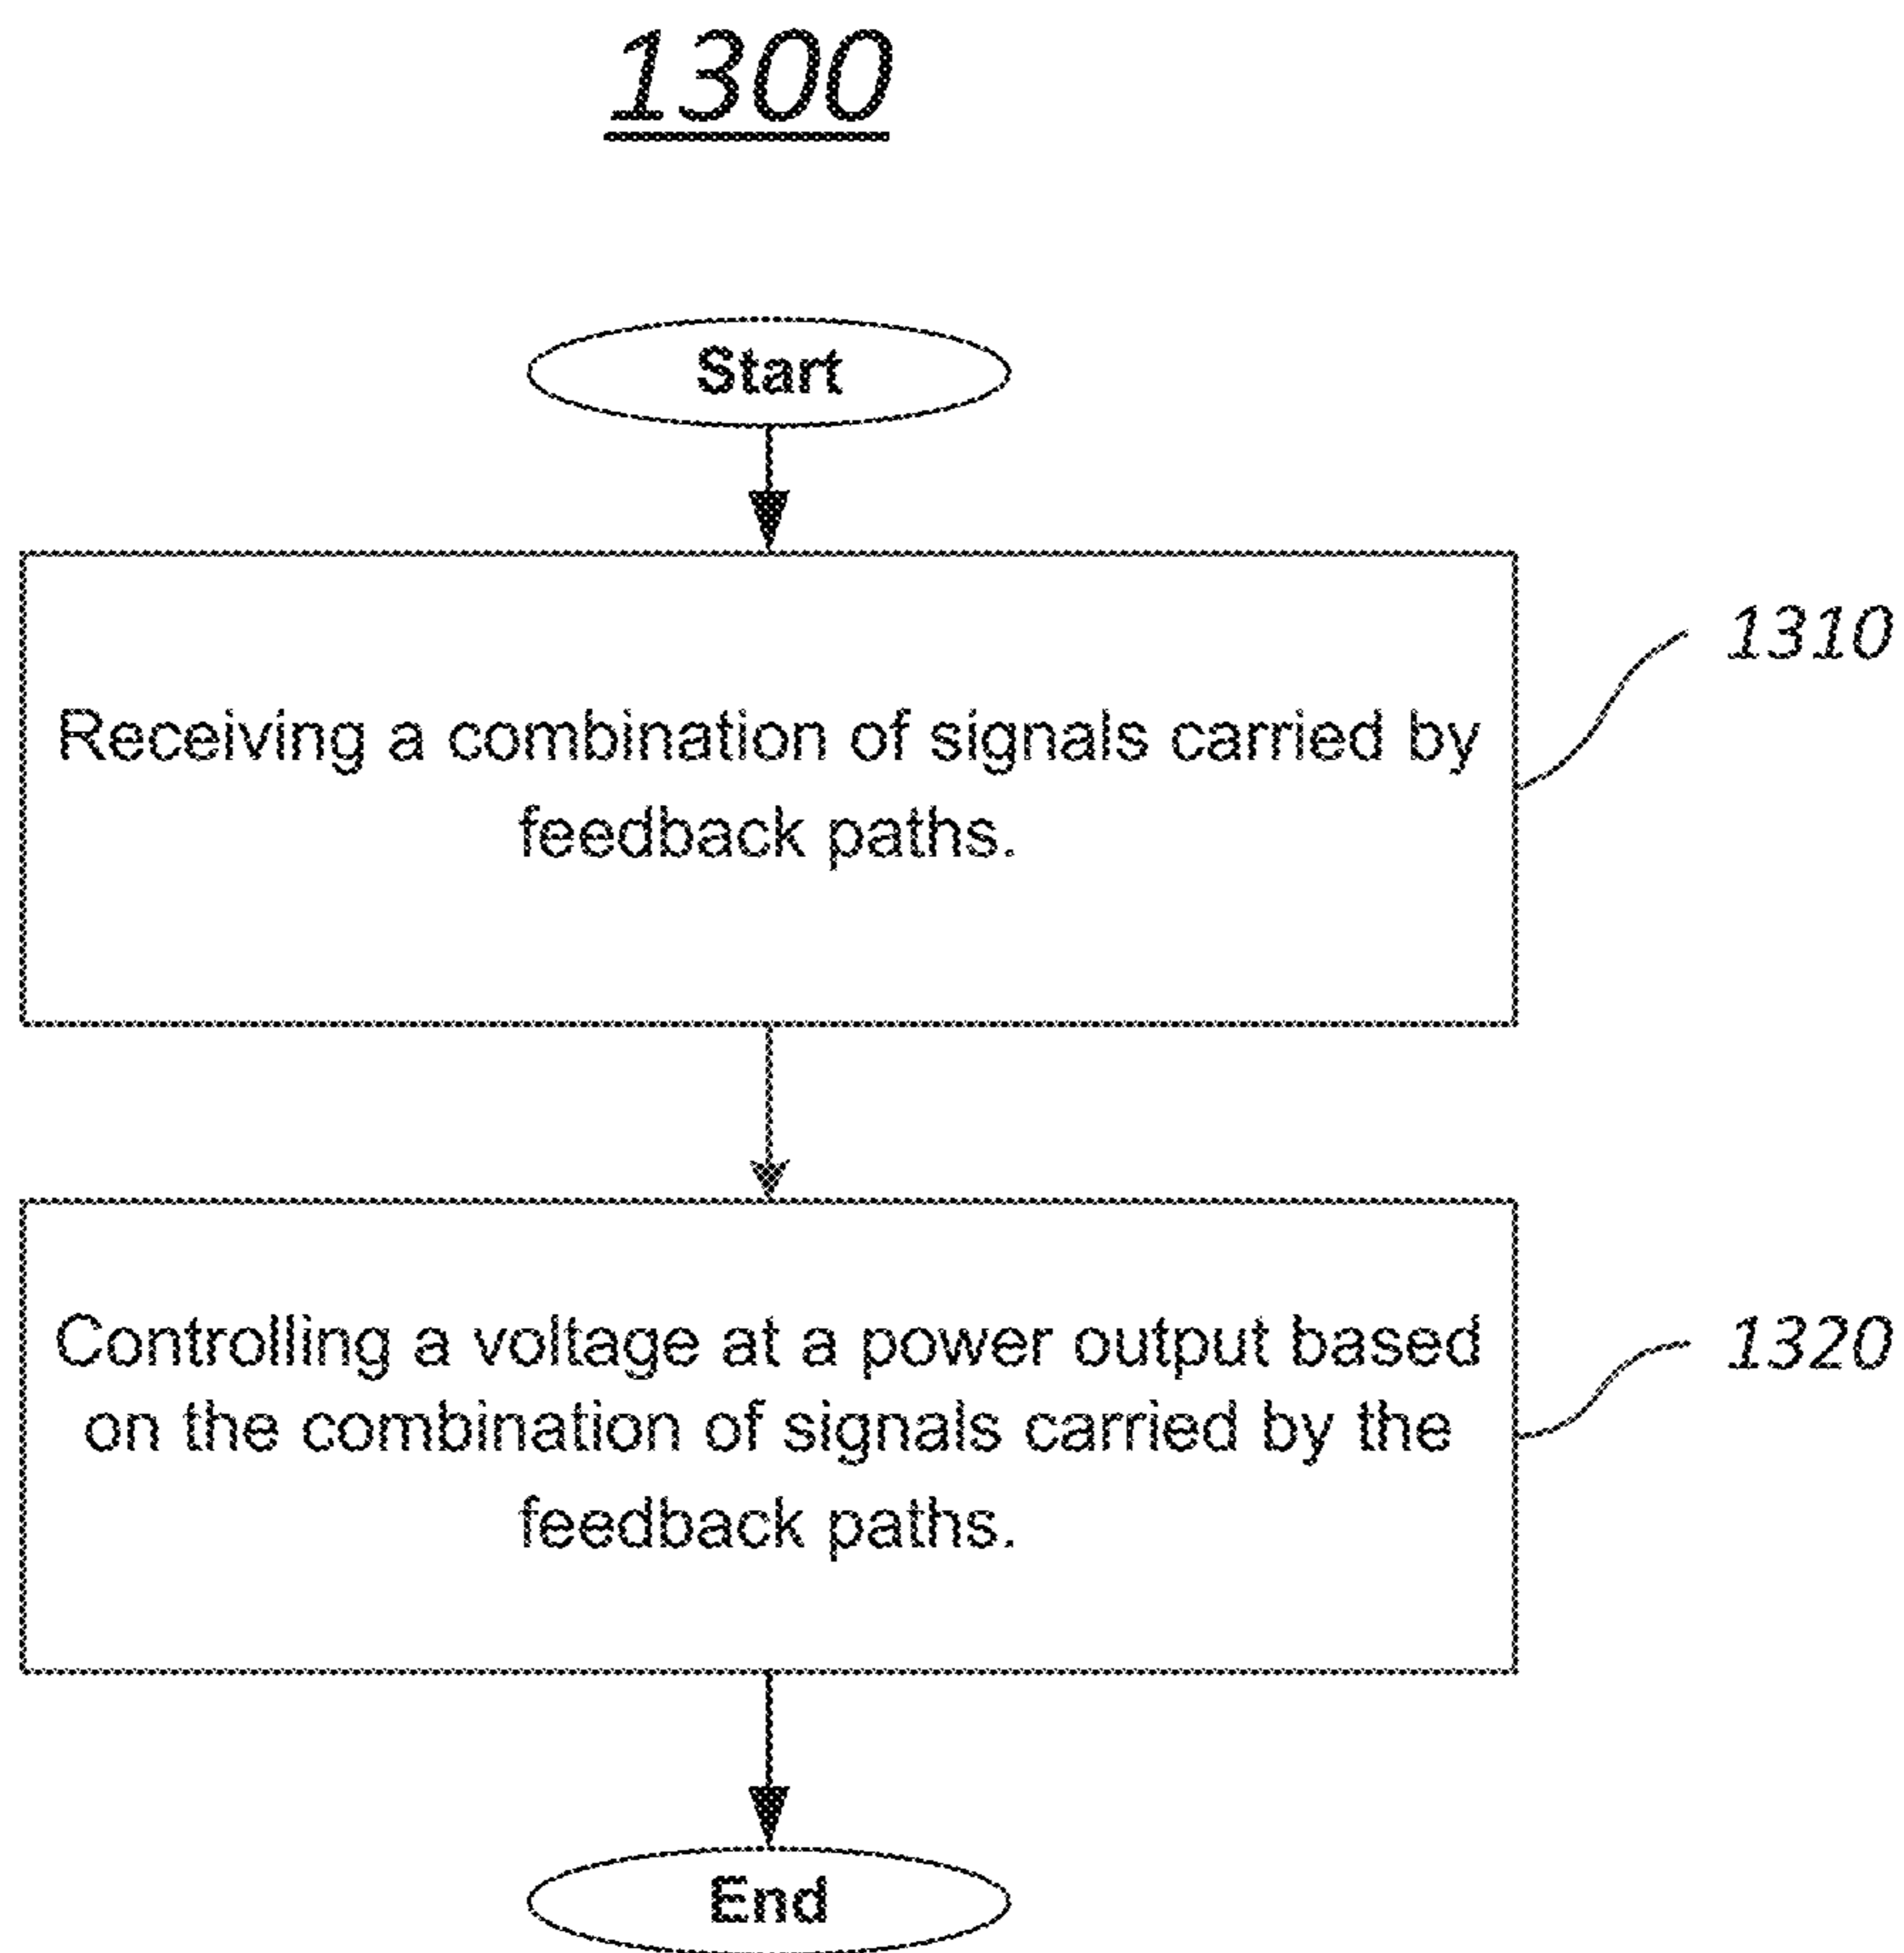 1300
Start
Receiving a combination of signals carried by
feedback paths.
1310
Controlling a voltage at a power output based
on the combination of signals carried by the
feedback paths.
1320
End